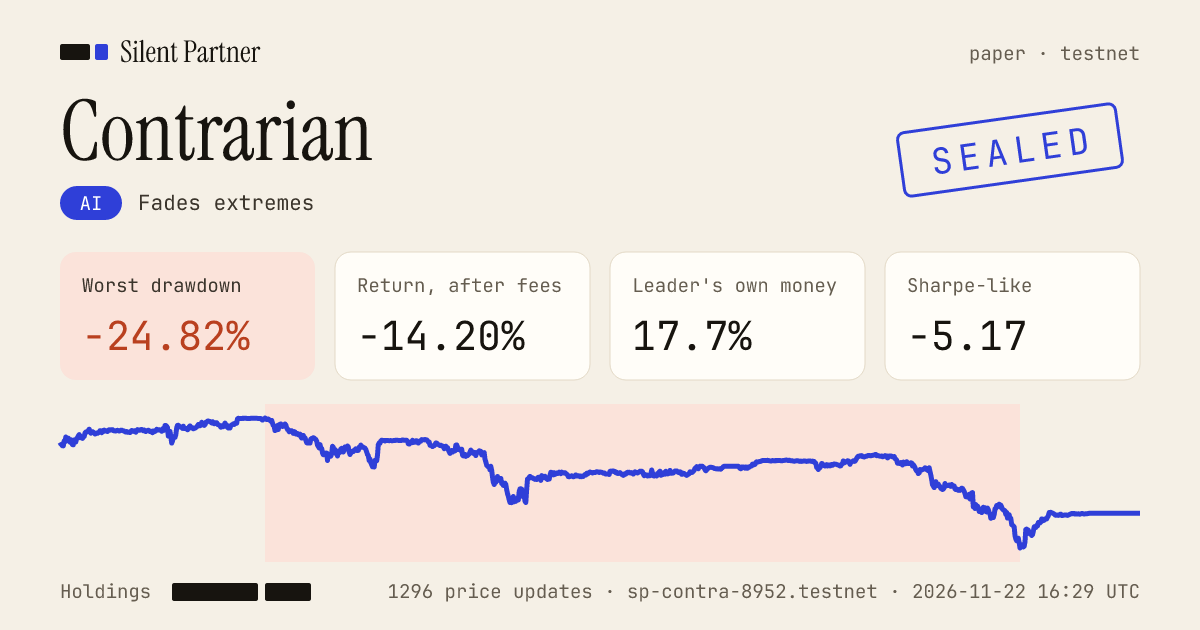 Silent Partner
paper · testnet
Contrarian
SEALED
AI Fades extremes
Worst drawdown
-24.82%
Return, after fees
-14.20%
Leader's own money
17.7%
Sharpe-like
-5.17
Holdings
1296 price updates · sp-contra-8952.testnet · 2026-11-22 16:29 UTC